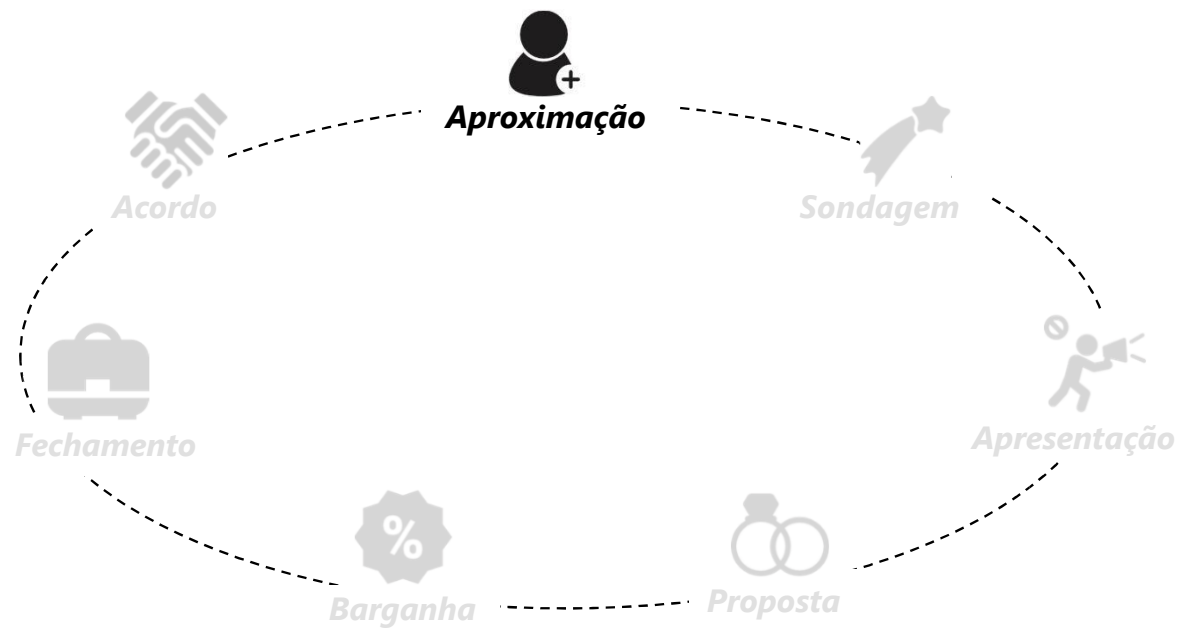 Aproximação
Sondagem
Apresentação
Proposta
%
Barganha
Fechamento
Acordo